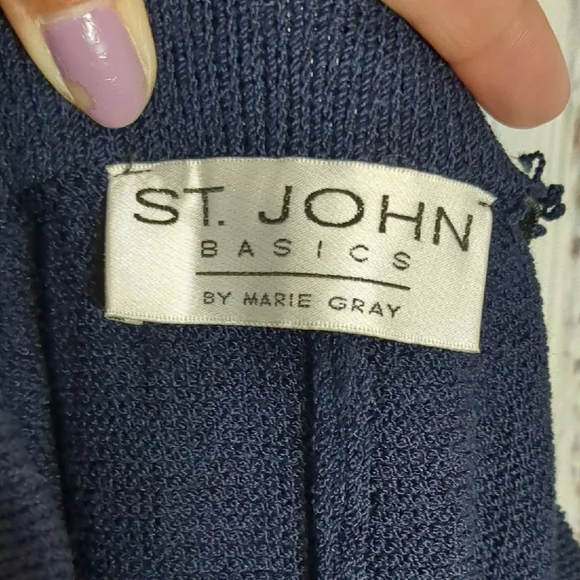 ST. JOHN
BASICS
BY MARIE GRAY